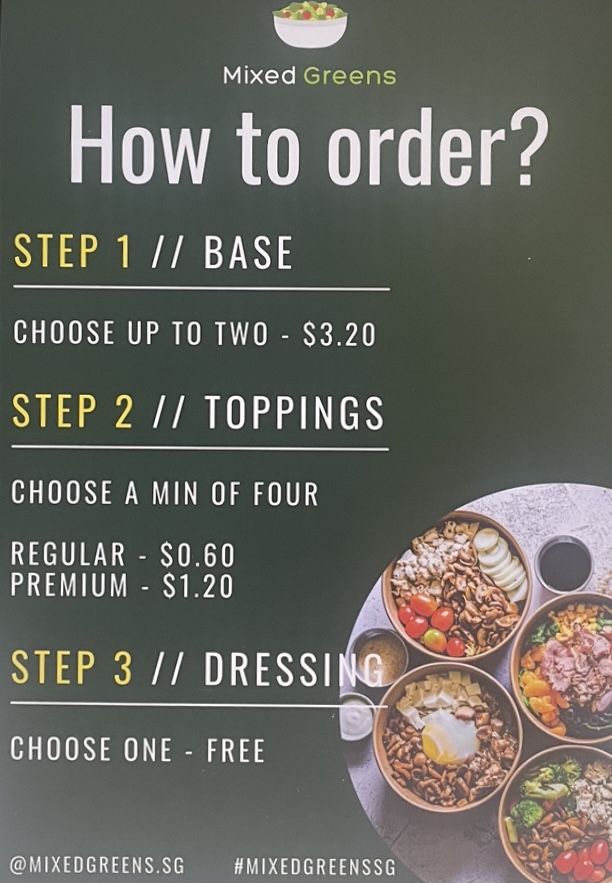 Mixed Greens
How to order?
STEP 1 // BASE
CHOOSE UP TO TWO - $3.20
STEP 2 // TOPPINGS
CHOOSE A MIN OF FOUR
REGULAR - $0.60
PREMIUM - $1.20
STEP 3 // DRESSING
CHOOSE ONE - FREE
@MIXEDGREENS.SG #MIXEDGREENSSG